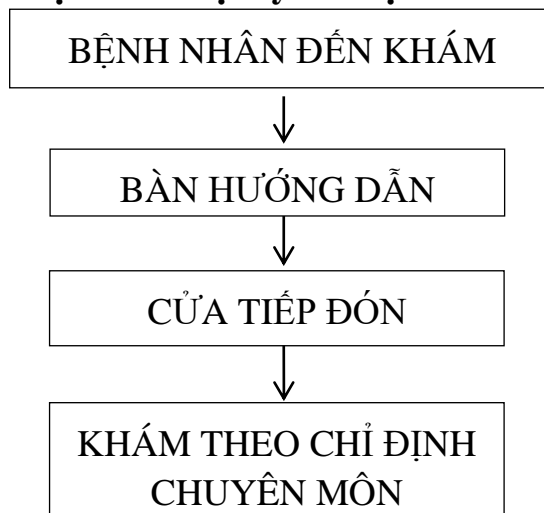 BỆNH NHÂN ĐẾN KHÁM
BÀN HƯỚNG DẪN
CỬA TIẾP ĐÓN
KHÁM THEO CHỈ ĐỊNH
CHUYÊN MÔN